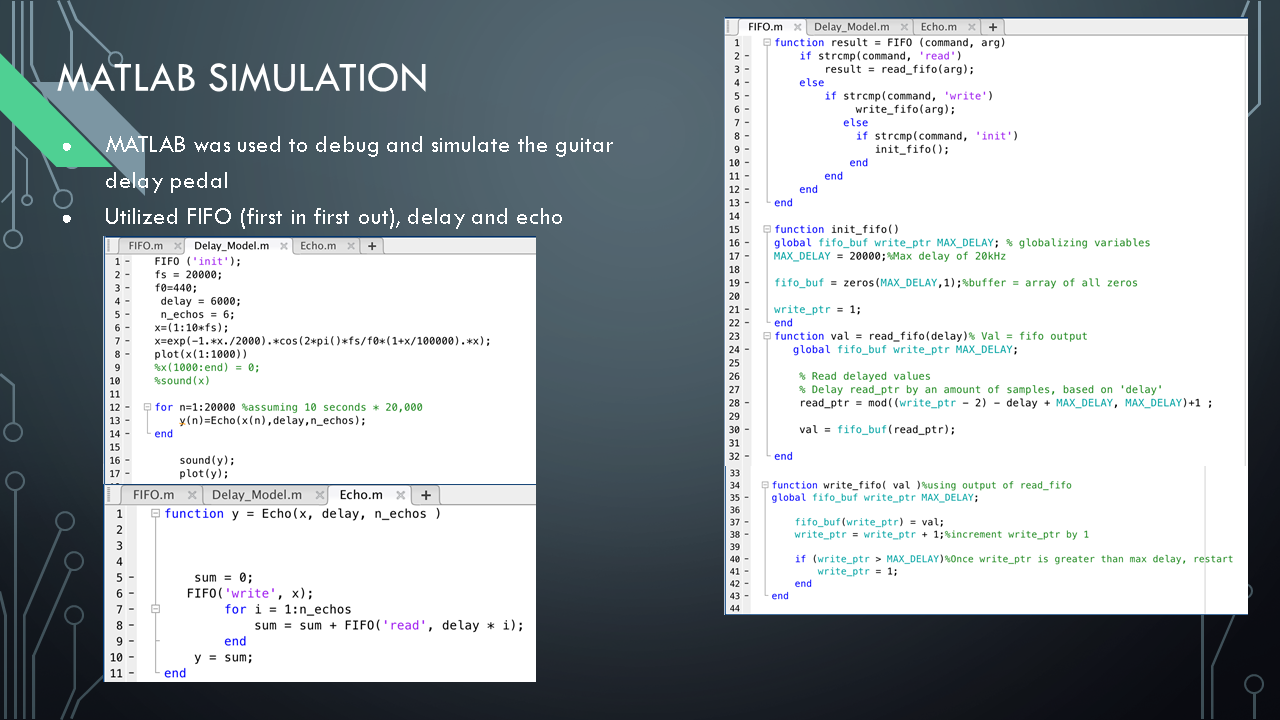 MATLAB SIMULATION
MATLAB was used to debug and simulate the guitar
delay pedal
Utilized FIFO (first in first out), delay and echo
FIFO.m Delay_Model.m Echo.m
1 FIFO ('init');
2 fs = 20000;
3 f0=440;
4 delay = 6000;
5 n_echos = 6;
6 x=(1:10*fs);
7 x=exp(-1.*x./2000).*cos(2*pi()*fs/f0*(1+x/100000).*x);
8 plot(x(1:1000))
9 %x(1000:end) = 0;
10 %sound(x)
11
12 for n=1:20000 %assuming 10 seconds * 20,000
13 y(n)=Echo(x(n),delay,n_echos);
14 end
15
16 sound(y);
17 plot(y);
FIFO.m Delay_Model.m Echo.m
1 function y = Echo(x, delay, n_echos )
2
3
4
5 sum = 0;
6 FIFO('write', x);
7 for i = 1:n_echos
8 sum = sum + FIFO('read', delay * i);
9 end
10 y = sum;
11 end
FIFO.m Delay_Model.m Echo.m
1 function result = FIFO (command, arg)
2 if strcmp(command, 'read')
3 result = read_fifo(arg);
4 else
5 if strcmp(command, 'write')
6 write_fifo(arg);
7 else
8 if strcmp(command, 'init')
9 init_fifo();
10 end
11 end
12 end
13 end
14
15 function init_fifo()
16 global fifo_buf write_ptr MAX_DELAY; % globalizing variables
17 MAX_DELAY = 20000;%Max delay of 20kHz
18
19 fifo_buf = zeros(MAX_DELAY,1);%buffer = array of all zeros
20
21 write_ptr = 1;
22 end
23 function val = read_fifo(delay)% Val = fifo output
24 global fifo_buf write_ptr MAX_DELAY;
25
26 % Read delayed values
27 % Delay read_ptr by an amount of samples, based on 'delay'
28 read_ptr = mod((write_ptr - 2) - delay + MAX_DELAY, MAX_DELAY)+1 ;
29
30 val = fifo_buf(read_ptr);
31
32 end
33
34 function write_fifo( val )%using output of read_fifo
35 global fifo_buf write_ptr MAX_DELAY;
36
37 fifo_buf(write_ptr) = val;
38 write_ptr = write_ptr + 1;%increment write_ptr by 1
39
40 if (write_ptr > MAX_DELAY)%Once write_ptr is greater than max delay, restart
41 write_ptr = 1;
42 end
43 end
44